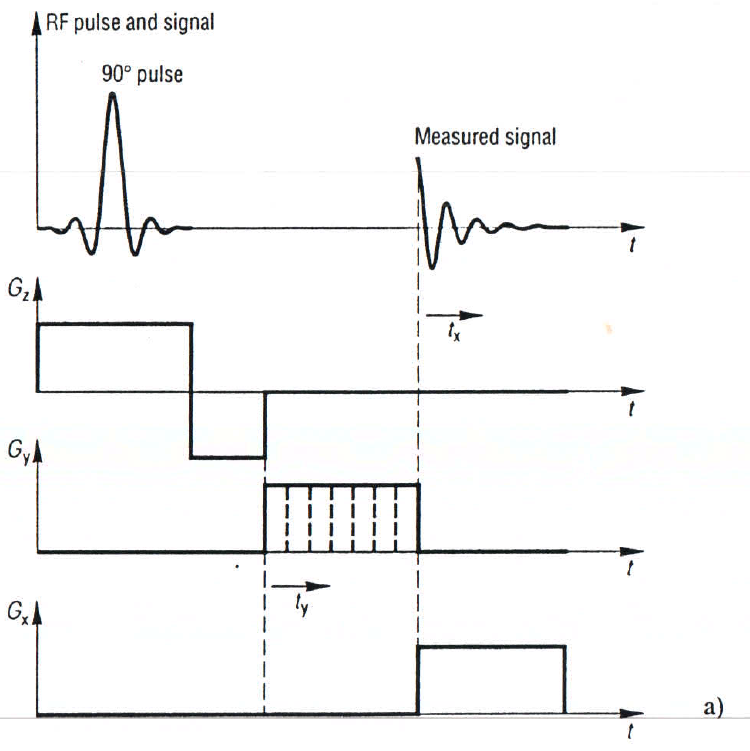 RF pulse and signal
90° pulse
Measured signal
t
Gz
tx
t
Gy
t
ty
Gx
a)
t